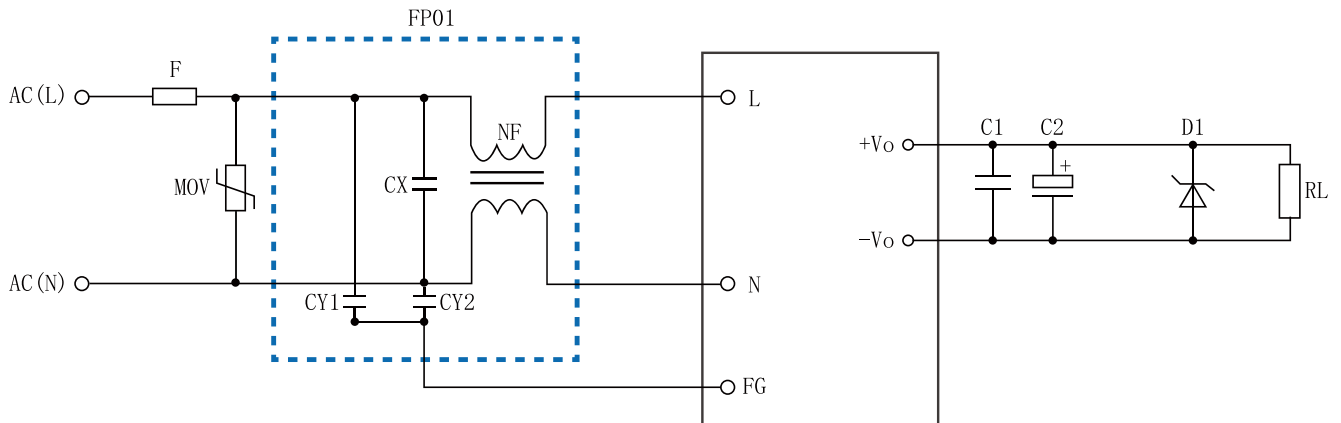 FP01
F
AC(L)
L
NF
C1
C2
D1
+Vo
+
MOV
CX
RL
-Vo
AC(N)
N
CY1
CY2
FG